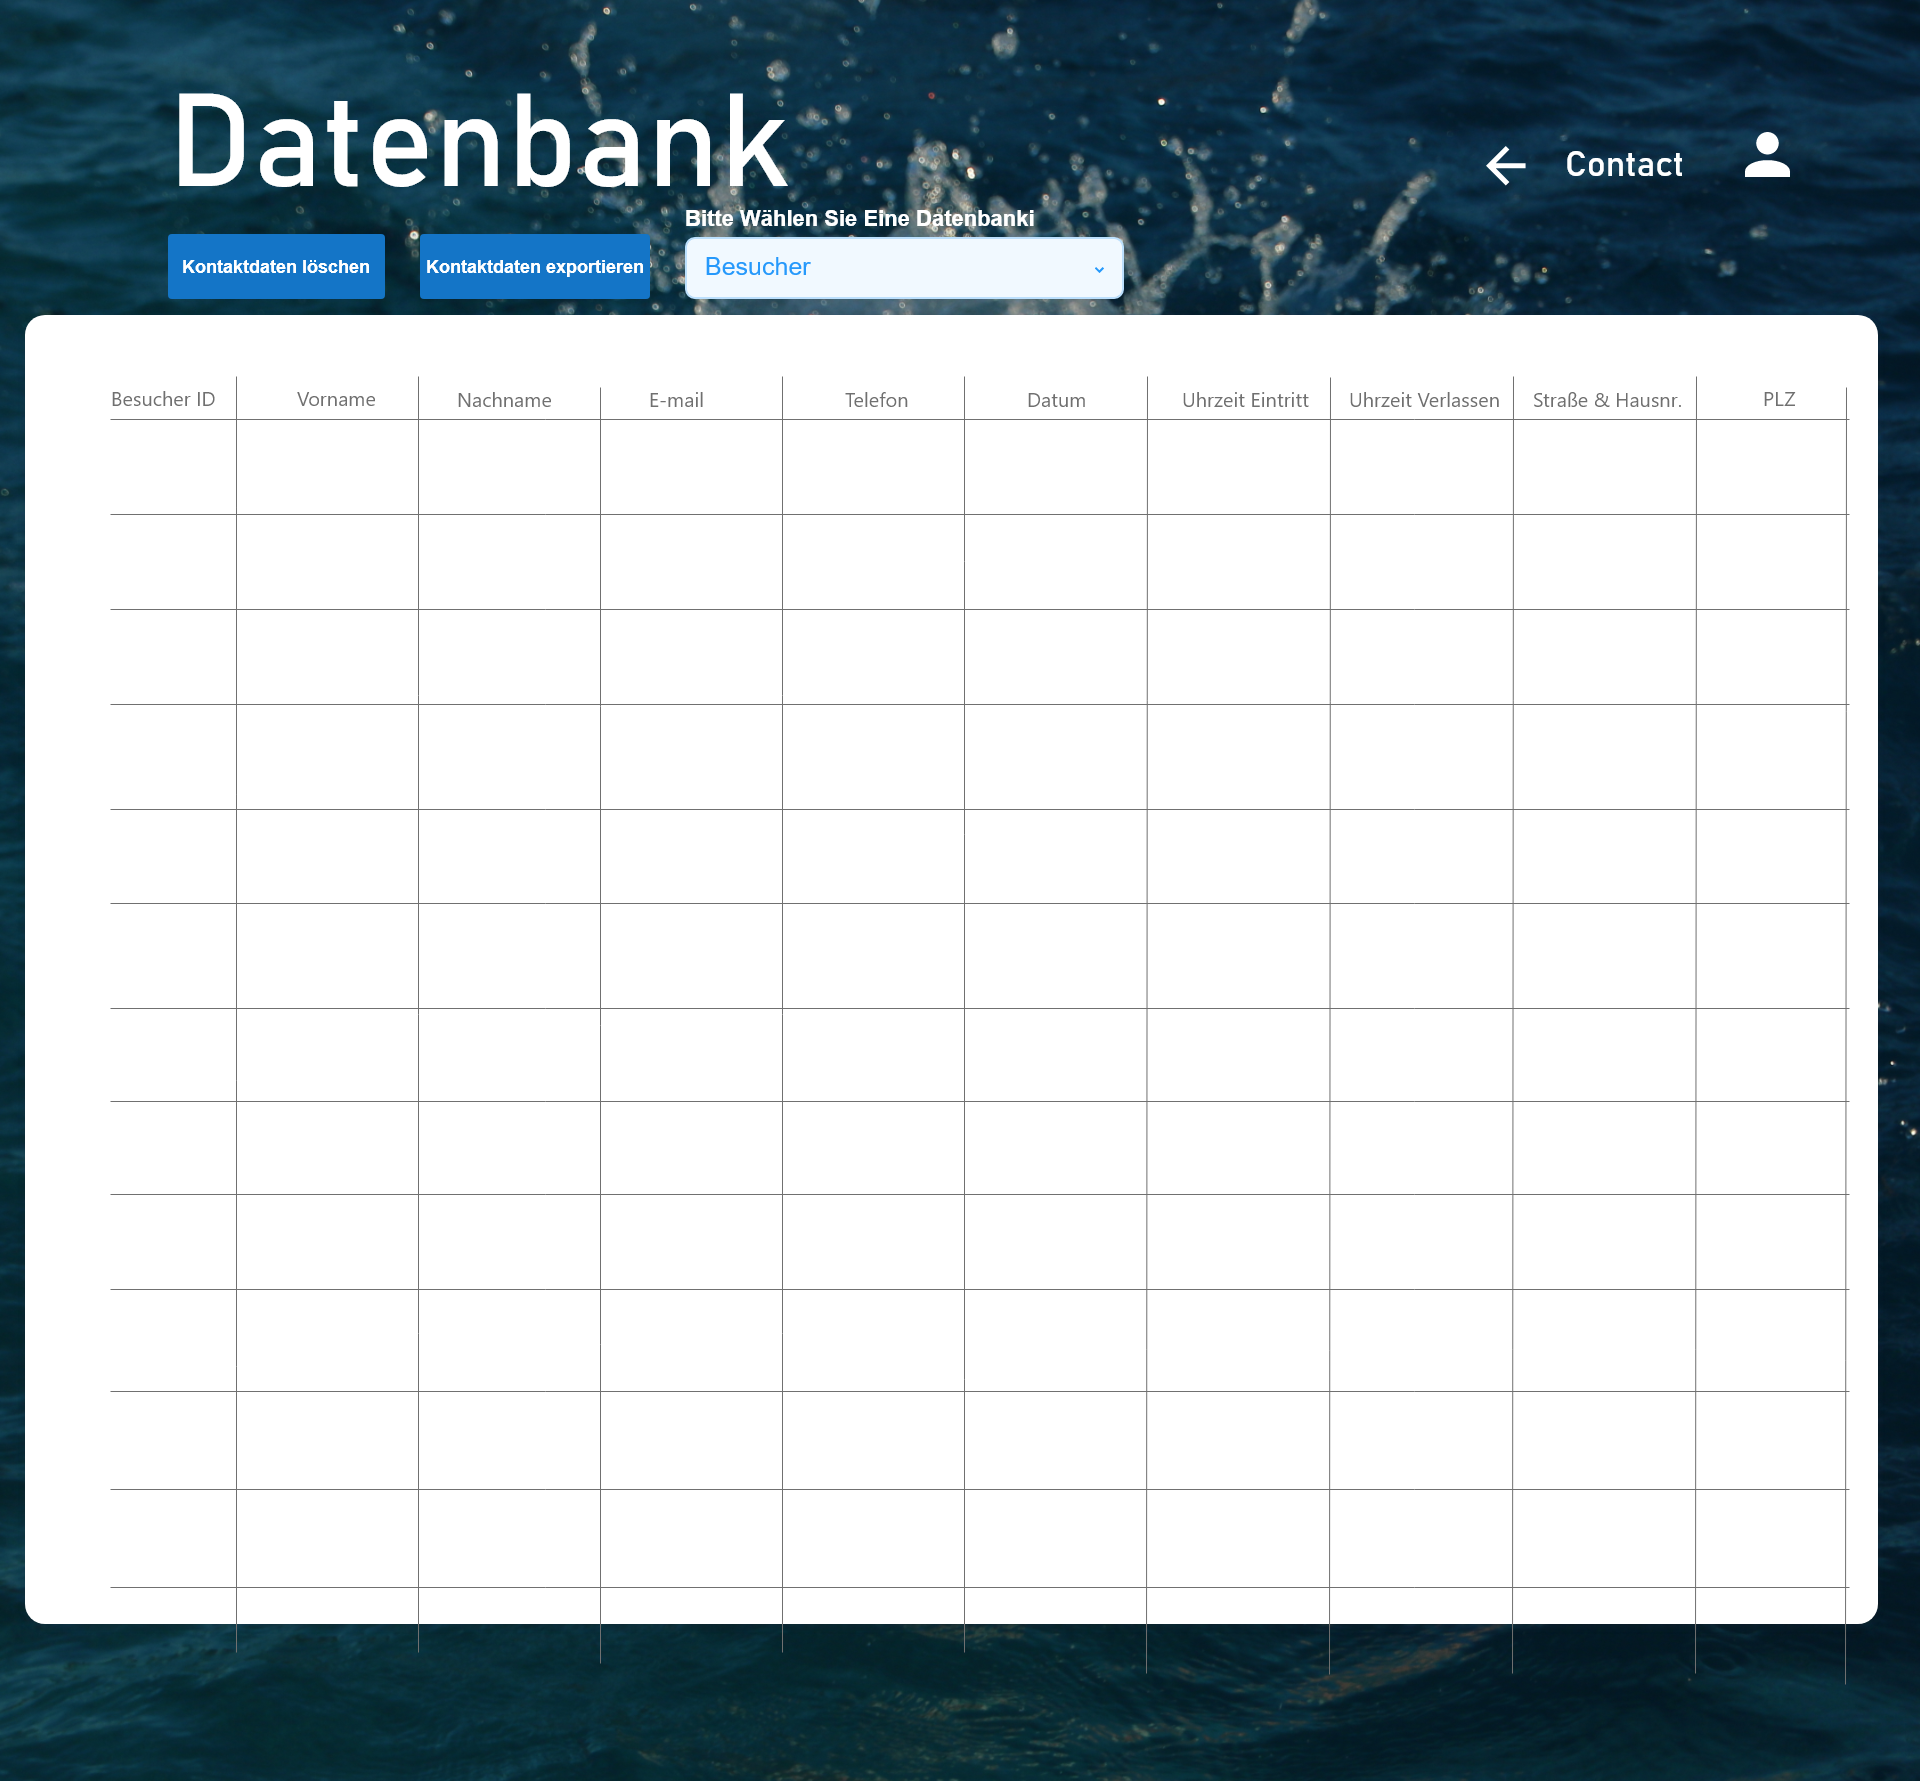 Datenbank
Contact
Bitte Wählen Sie Eine Datenbanki
Kontaktdaten löschen
Kontaktdaten exportieren
Besucher
Besucher ID
Vorname
Nachname
E-mail
Telefon
Datum
Uhrzeit Eintritt
Uhrzeit Verlassen
Straße & Hausnr.
PLZ